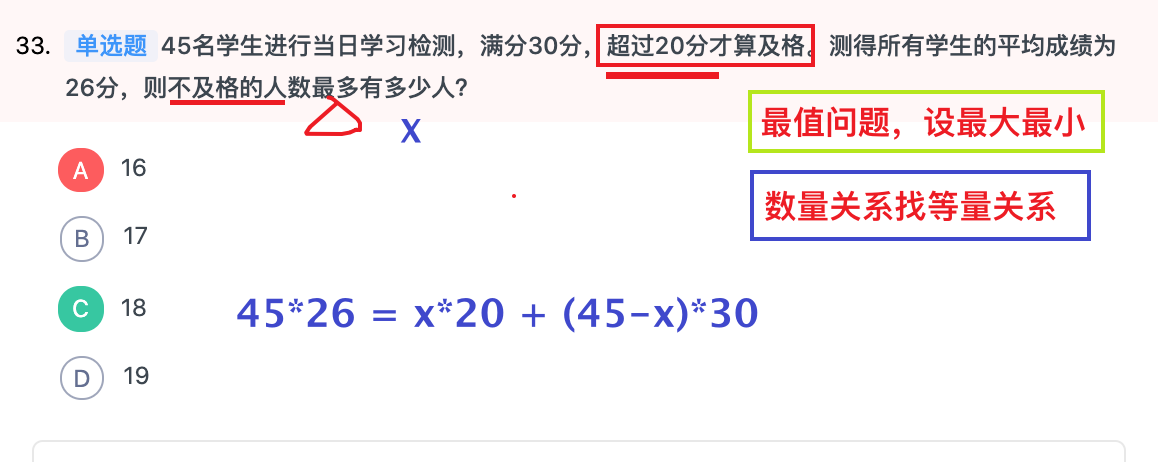 33. 单选题 45名学生进行当日学习检测，满分30分，超过20分才算及格。测得所有学生的平均成绩为
26分，则不及格的人数最多有多少人？
X
最值问题，设最大最小
A 16
数量关系找等量关系
B 17
C 18
45*26 = x*20 + (45-x)*30
D 19